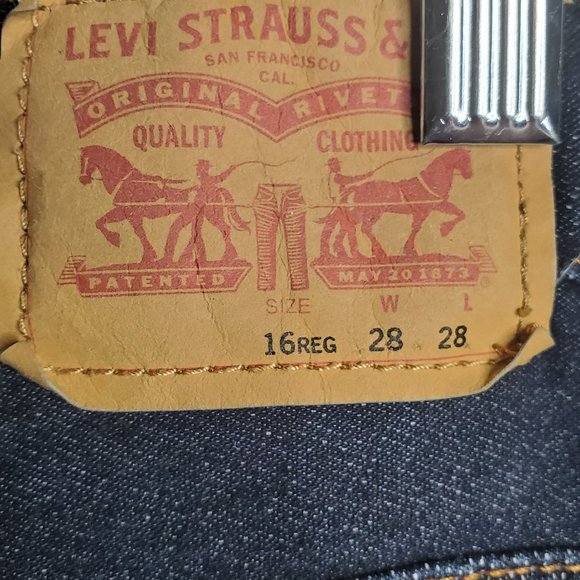 LEVI STRAUSS &
SAN FRANCISCO
CAL.
ORIGINAL RIVET
QUALITY CLOTHING
PATENTED MAY 20 1873 ®
SIZE W L
16REG 28 28